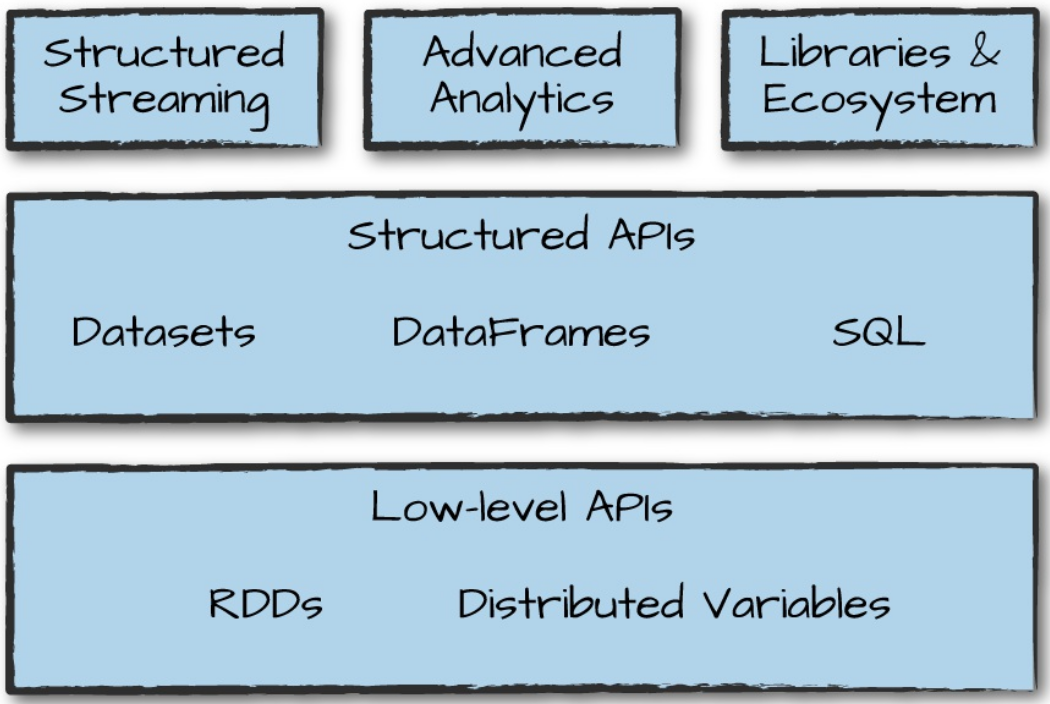 Structured
Streaming
Advanced
Analytics
Libraries &
Ecosystem
Structured APIs
Datasets DataFrames SQL
Low-level APIs
RDDs Distributed Variables